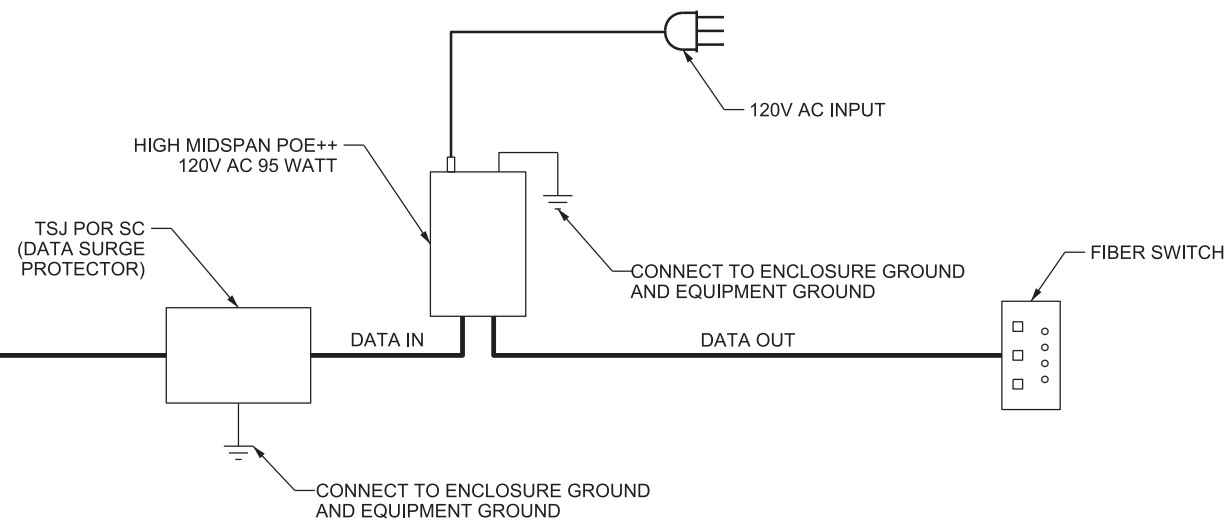 120V AC INPUT
HIGH MIDSPAN POE++
120V AC 95 WATT
TSJ POR SC
(DATA SURGE
PROTECTOR)
CONNECT TO ENCLOSURE GROUND
AND EQUIPMENT GROUND
FIBER SWITCH
DATA IN
DATA OUT
CONNECT TO ENCLOSURE GROUND
AND EQUIPMENT GROUND